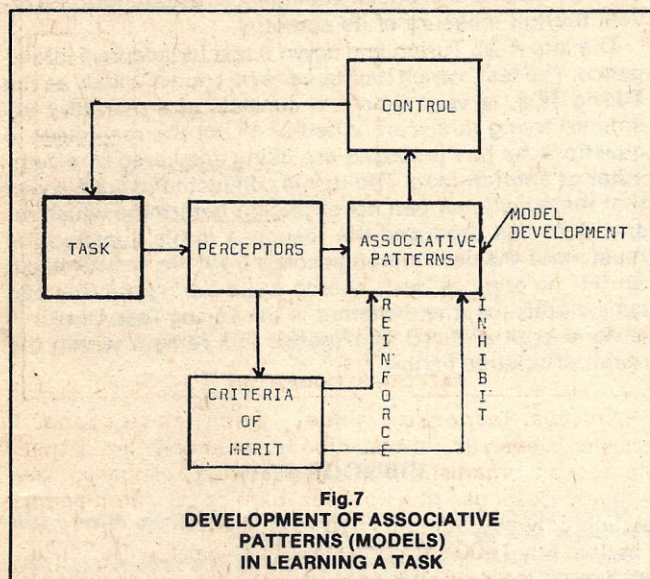 CONTROL
TASK
PERCEPTORS
ASSOCIATIVE
PATTERNS
MODEL
DEVELOPMENT
REINFORCE
INHIBIT
CRITERIA
OF
MERIT
Fig.7
DEVELOPMENT OF ASSOCIATIVE
PATTERNS (MODELS)
IN LEARNING A TASK